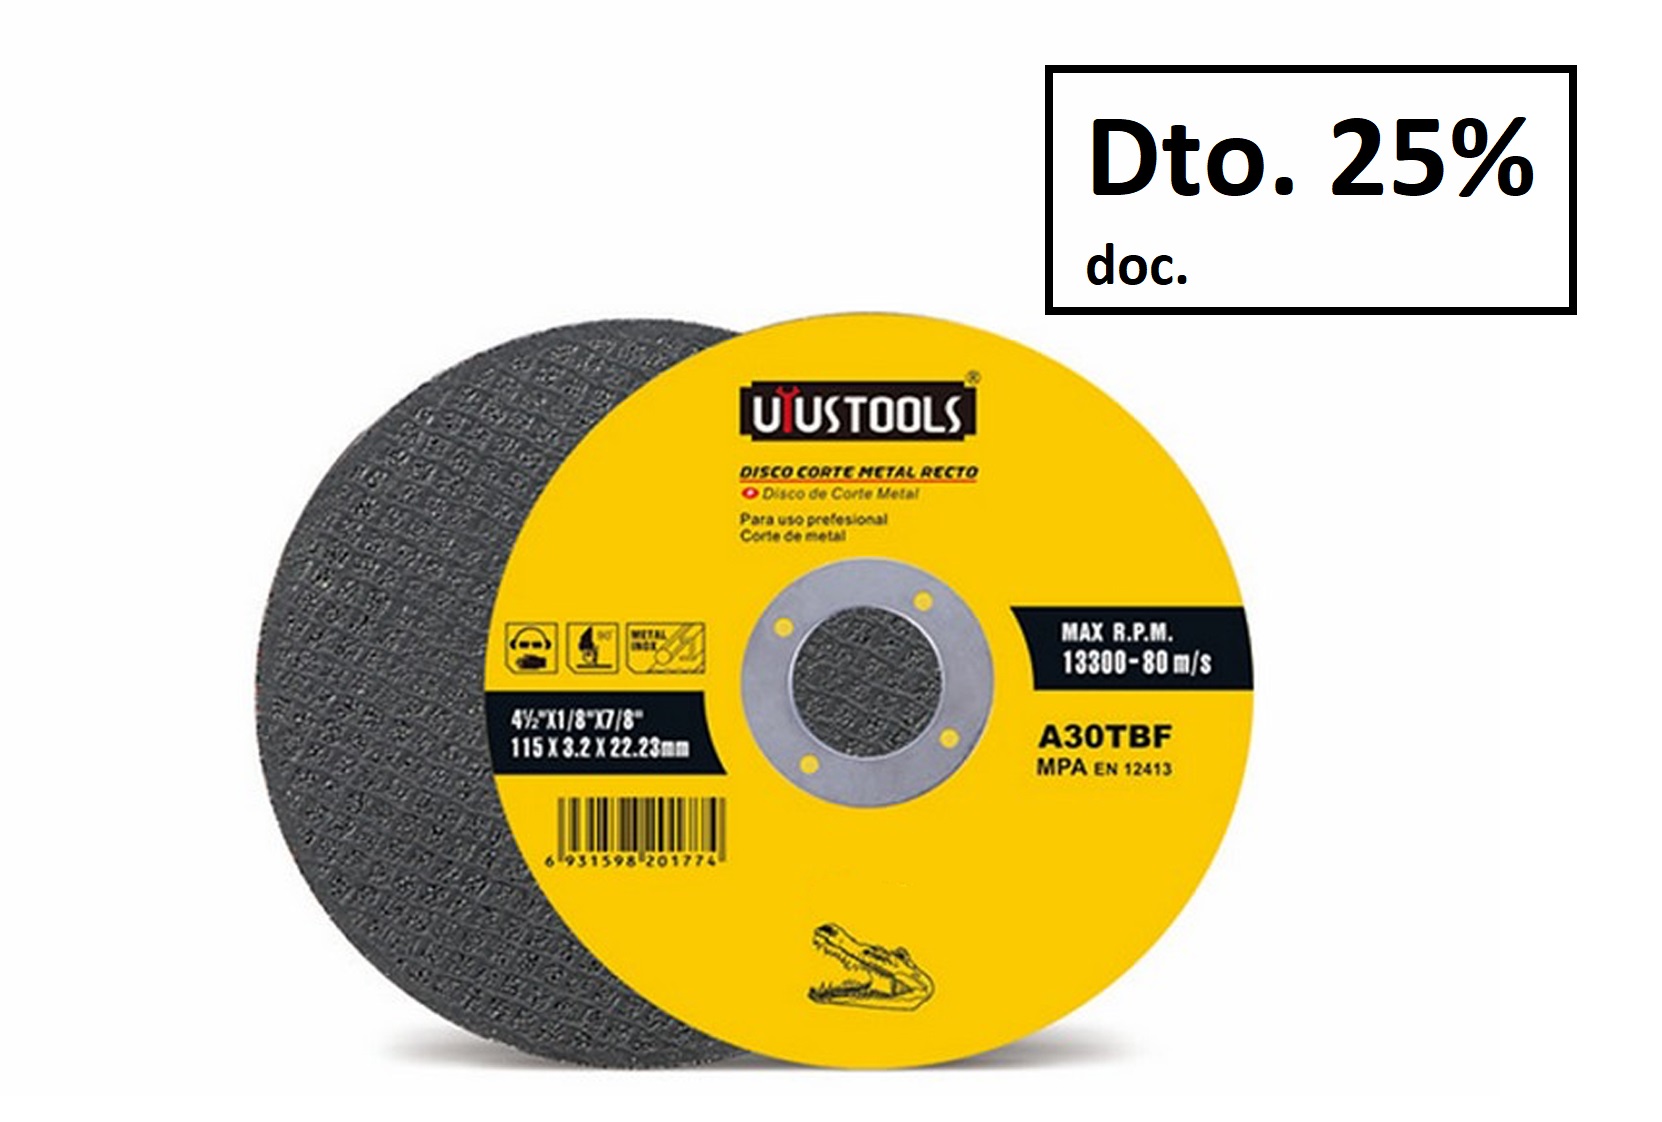 Dto. 25%
doc.
UYUSTOOLS®
DISCO CORTE METAL RECTO
Disco de Corte Metal
Para uso prefesional
Corte de metal
90°
METAL
INOX
MAX R.P.M.
13300-80 m/s
4½"X1/8"X7/8"
115 X 3.2 X 22.23mm
A30TBF
MPA EN 12413
6 931598 201774